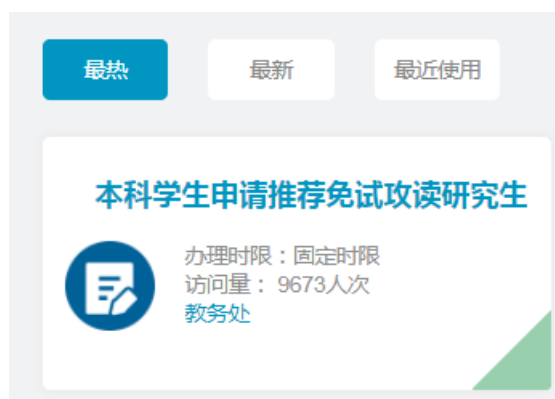 最热 最新 最近使用
本科学生申请推荐免试攻读研究生
办理时限：固定时限
访问量： 9673人次
教务处